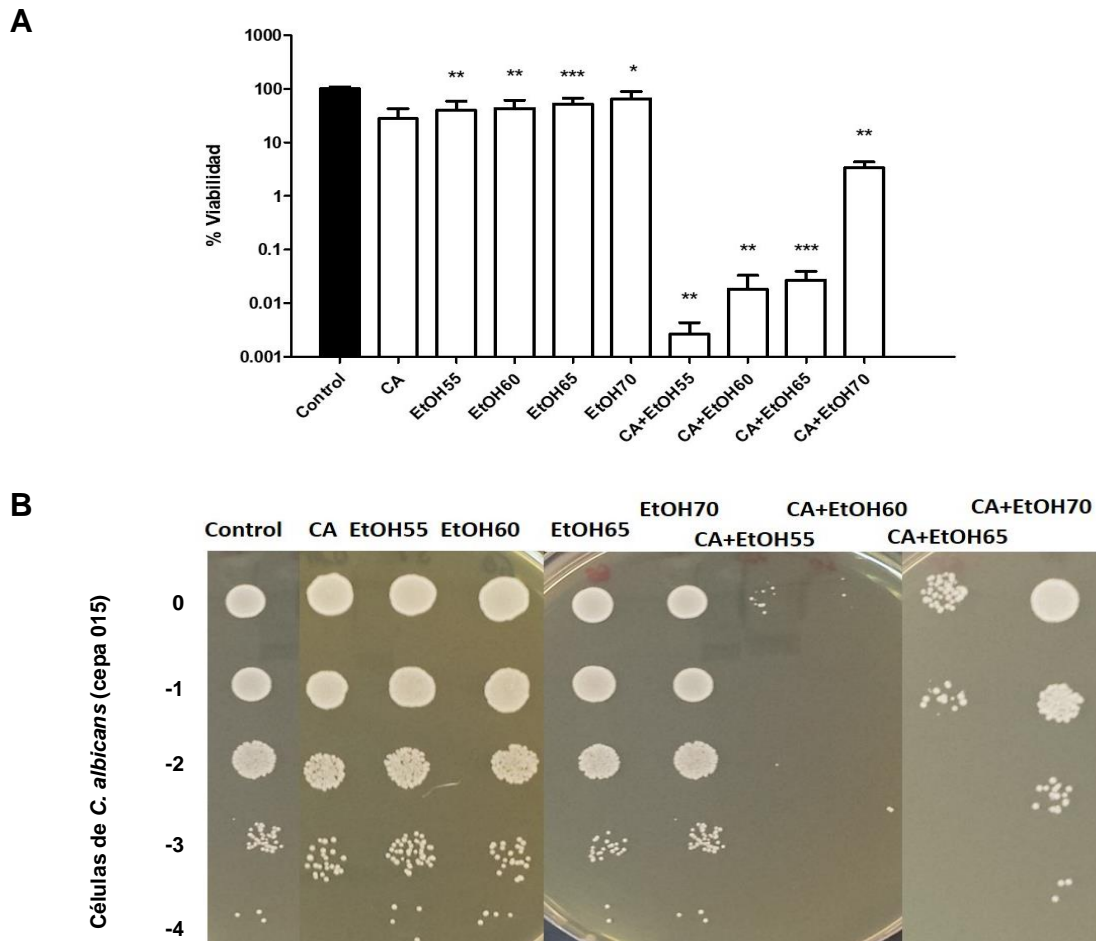 A
1000
100
10
1
0.1
0.01
0.001
% Viabilidad
** ** *** * ** ** *** **
Control CA EtOH55 EtOH60 EtOH65 EtOH70 CA+EtOH55 CA+EtOH60 CA+EtOH65 CA+EtOH70
B
Control CA EtOH55 EtOH60 EtOH65 EtOH70 CA+EtOH55 CA+EtOH60 CA+EtOH65 CA+EtOH70
Células de C. albicans (cepa 015)
0
-1
-2
-3
-4